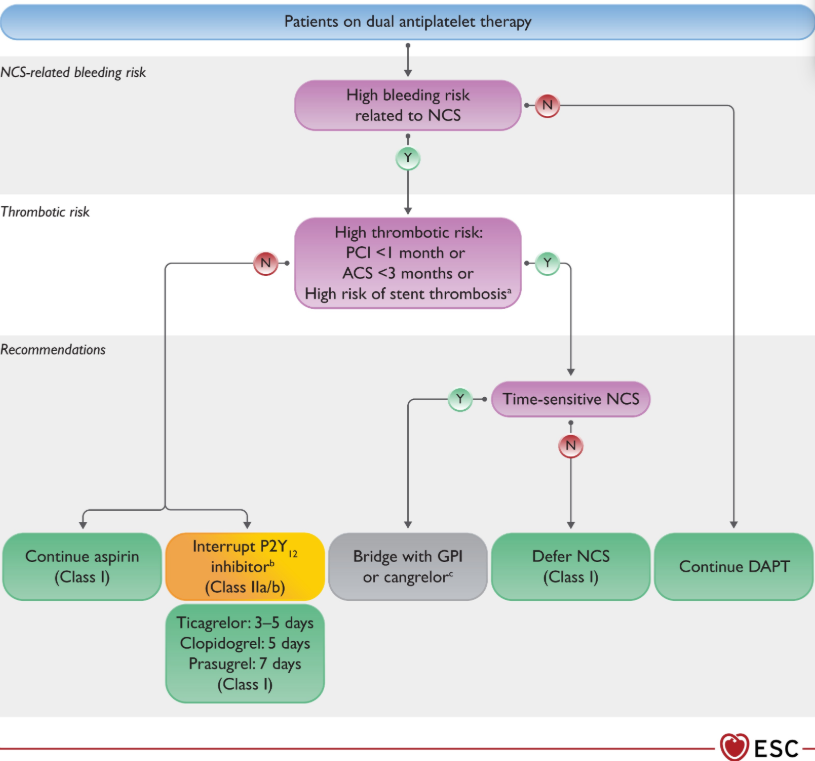 Patients on dual antiplatelet therapy
NCS-related bleeding risk
High bleeding risk
related to NCS
N
Y
Thrombotic risk
High thrombotic risk:
PCI <1 month or
ACS <3 months or
High risk of stent thrombosisᵃ
N
Y
Recommendations
Time-sensitive NCS
Y
N
Continue aspirin
(Class I)
Interrupt P2Y₁₂
inhibitorᵇ
(Class IIa/b)
Ticagrelor: 3–5 days
Clopidogrel: 5 days
Prasugrel: 7 days
(Class I)
Bridge with GPI
or cangrelorᶜ
Defer NCS
(Class I)
Continue DAPT
ESC